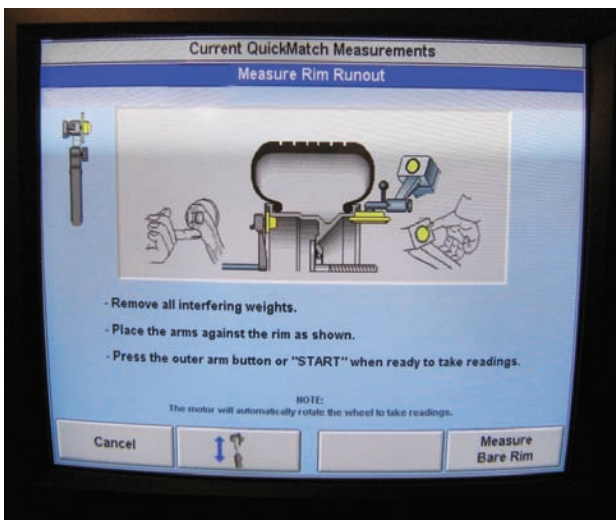 Current QuickMatch Measurements
Measure Rim Runout
- Remove all interfering weights.
- Place the arms against the rim as shown.
- Press the outer arm button or "START" when ready to take readings.
NOTE:
The motor will automatically rotate the wheel to take readings.
Cancel
Measure
Bare Rim